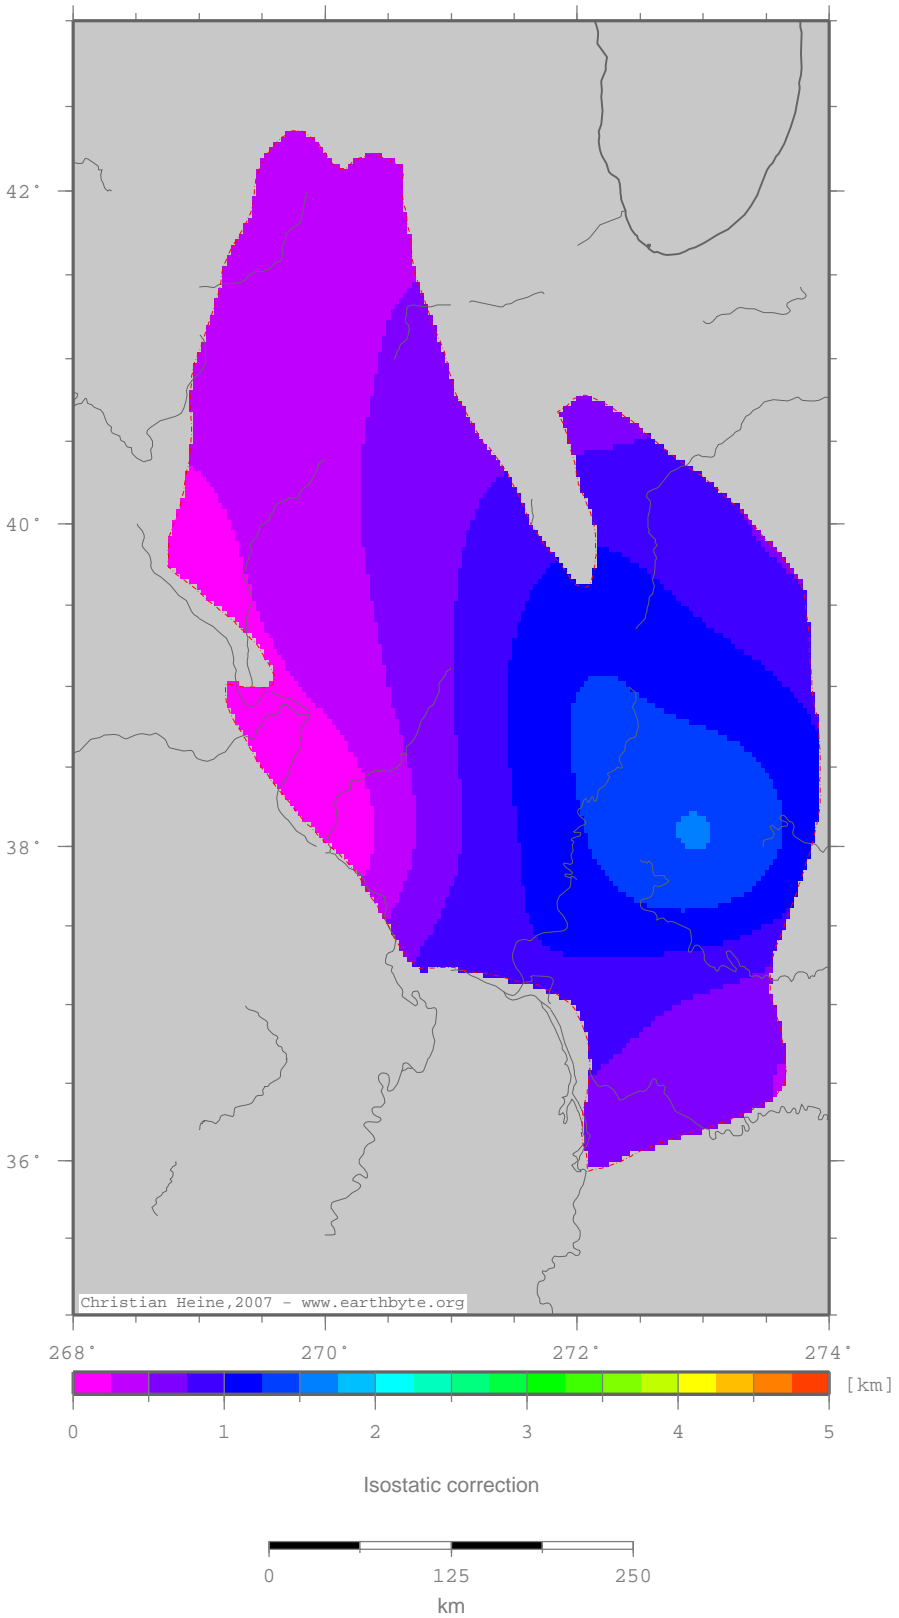 42°
40°
38°
36°
Christian Heine,2007 - www.earthbyte.org
268° 270° 272° 274°
[km]
0 1 2 3 4 5
Isostatic correction
0 125 250
km